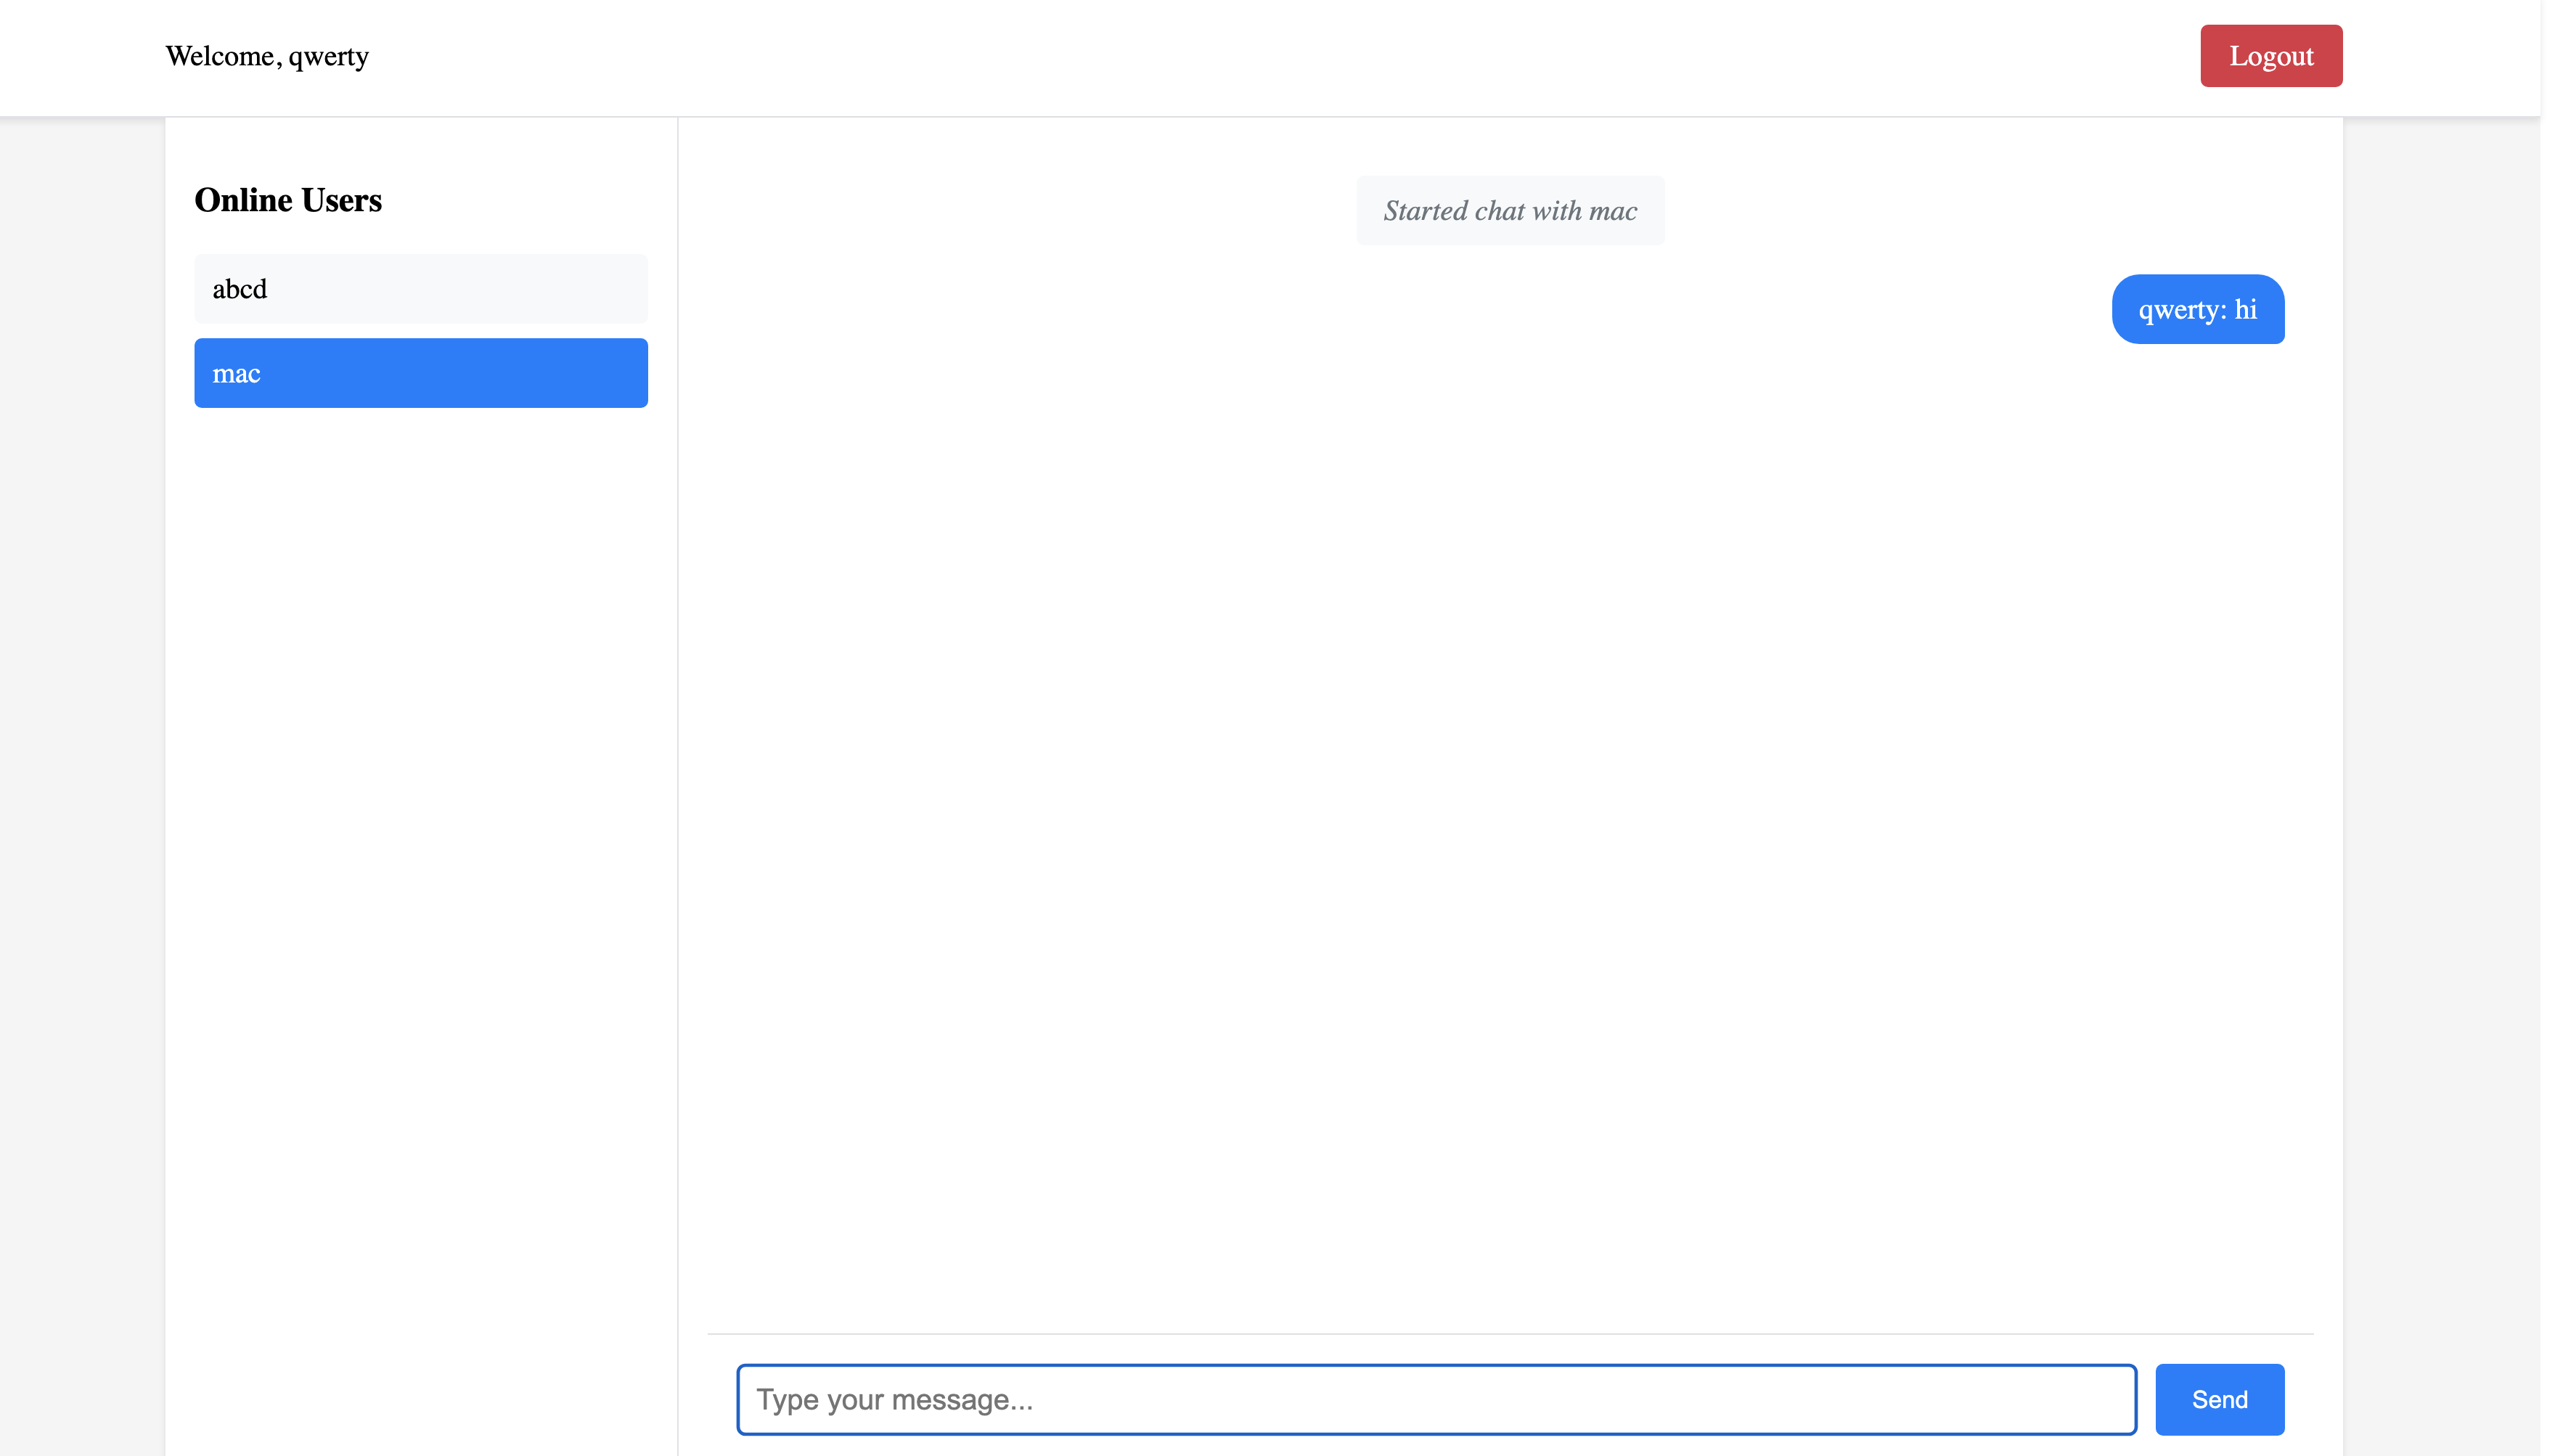 Welcome, qwerty
Logout
Online Users
abcd
mac
Started chat with mac
qwerty: hi
Type your message...
Send